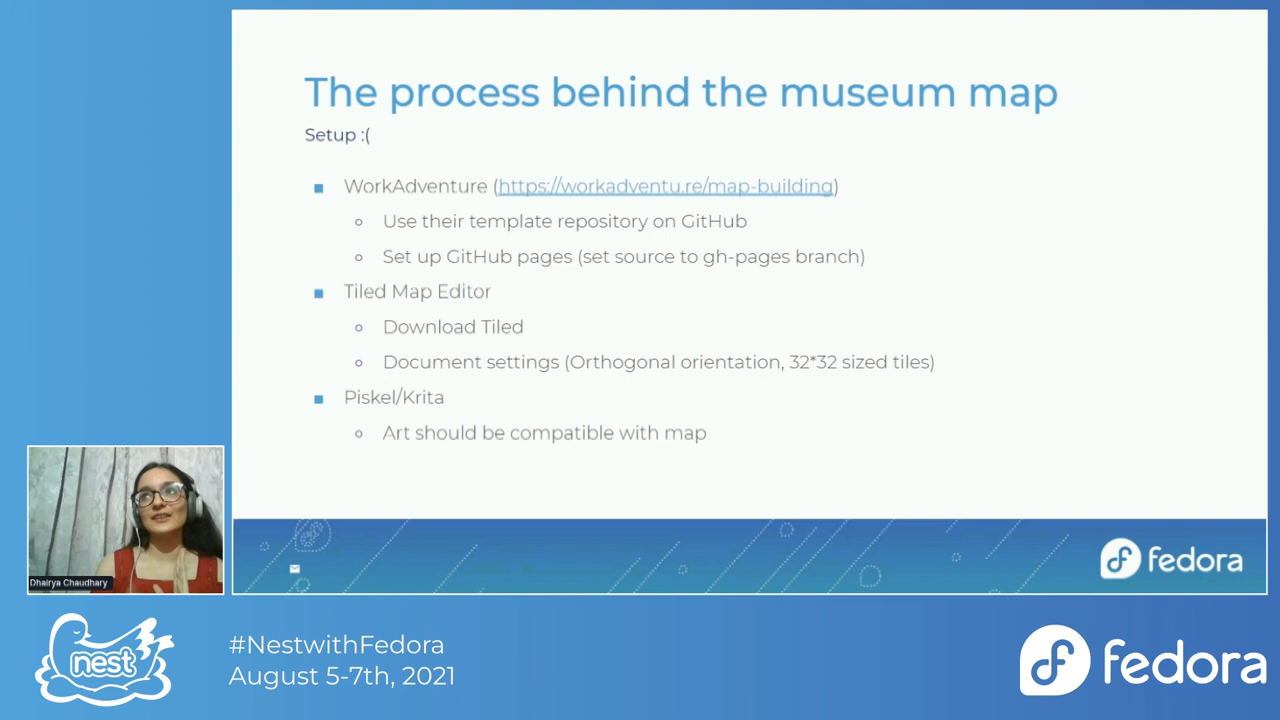 The process behind the museum map
Setup :(
WorkAdventure (https://workadventu.re/map-building)
Use their template repository on GitHub
Set up GitHub pages (set source to gh-pages branch)
Tiled Map Editor
Download Tiled
Document settings (Orthogonal orientation, 32*32 sized tiles)
Piskel/Krita
Art should be compatible with map
fedora
Dhairya Chaudhary
nest
#NestwithFedora
August 5-7th, 2021
fedora